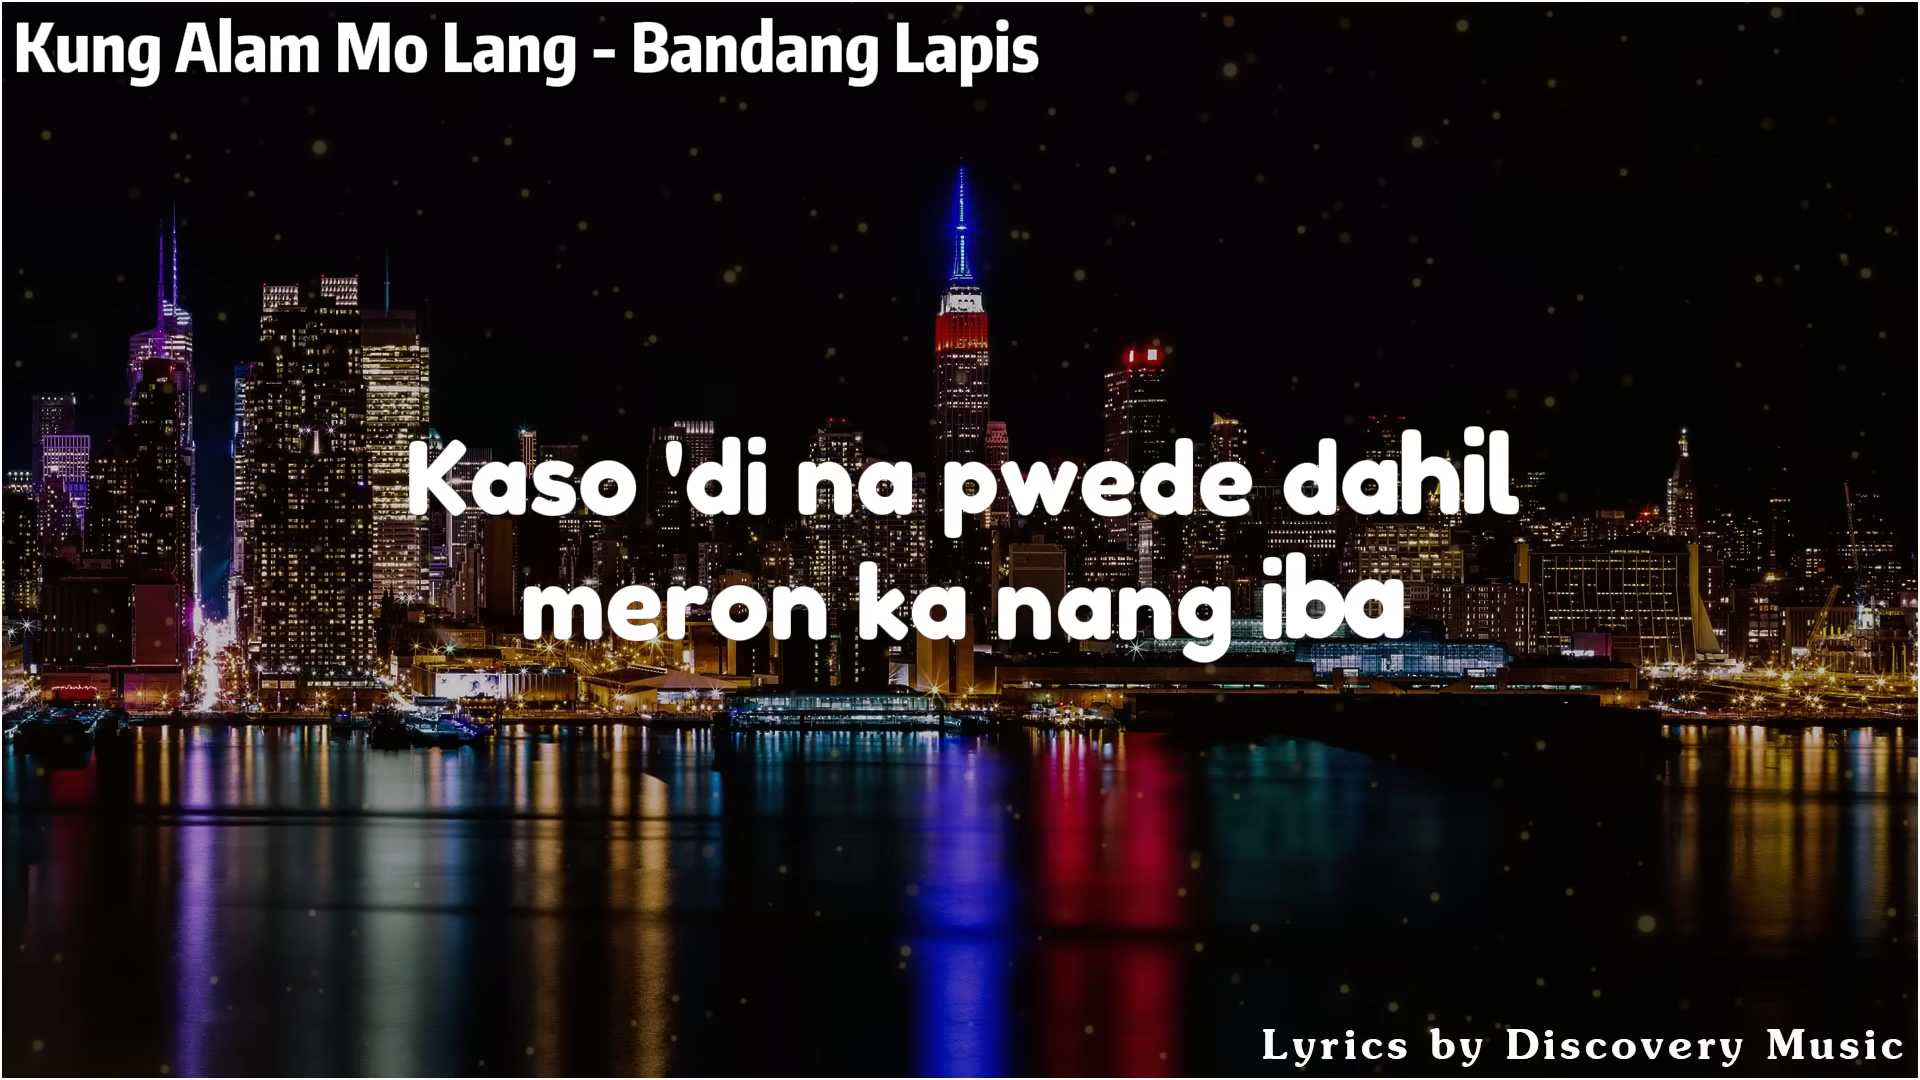 Kung Alam Mo Lang - Bandang Lapis
Kaso 'di na pwede dahil
meron ka nang iba
Lyrics by Discovery Music